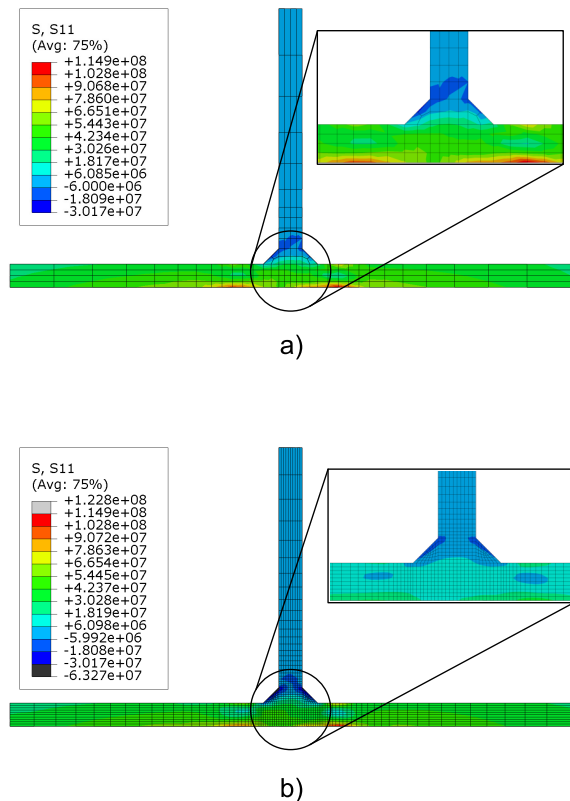 S, S11
(Avg: 75%)
+1.149e+08
+1.028e+08
+9.068e+07
+7.860e+07
+6.651e+07
+5.443e+07
+4.234e+07
+3.026e+07
+1.817e+07
+6.085e+06
-6.000e+06
-1.809e+07
-3.017e+07
a)
S, S11
(Avg: 75%)
+1.228e+08
+1.149e+08
+1.028e+08
+9.072e+07
+7.863e+07
+6.654e+07
+5.445e+07
+4.237e+07
+3.028e+07
+1.819e+07
+6.098e+06
-5.992e+06
-1.808e+07
-3.017e+07
-6.327e+07
b)